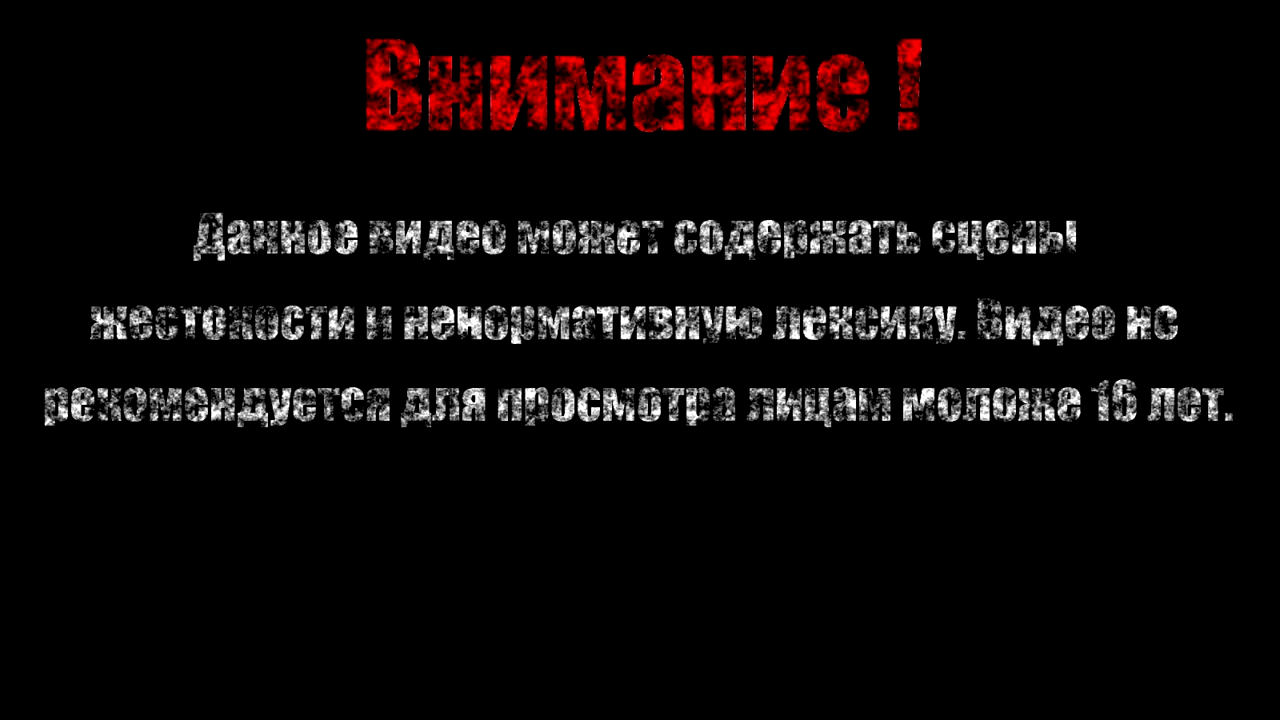 Внимание !
Данное видео может содержать сцены
жестокости и ненормативную лексику. Видео не
рекомендуется для просмотра лицам моложе 16 лет.